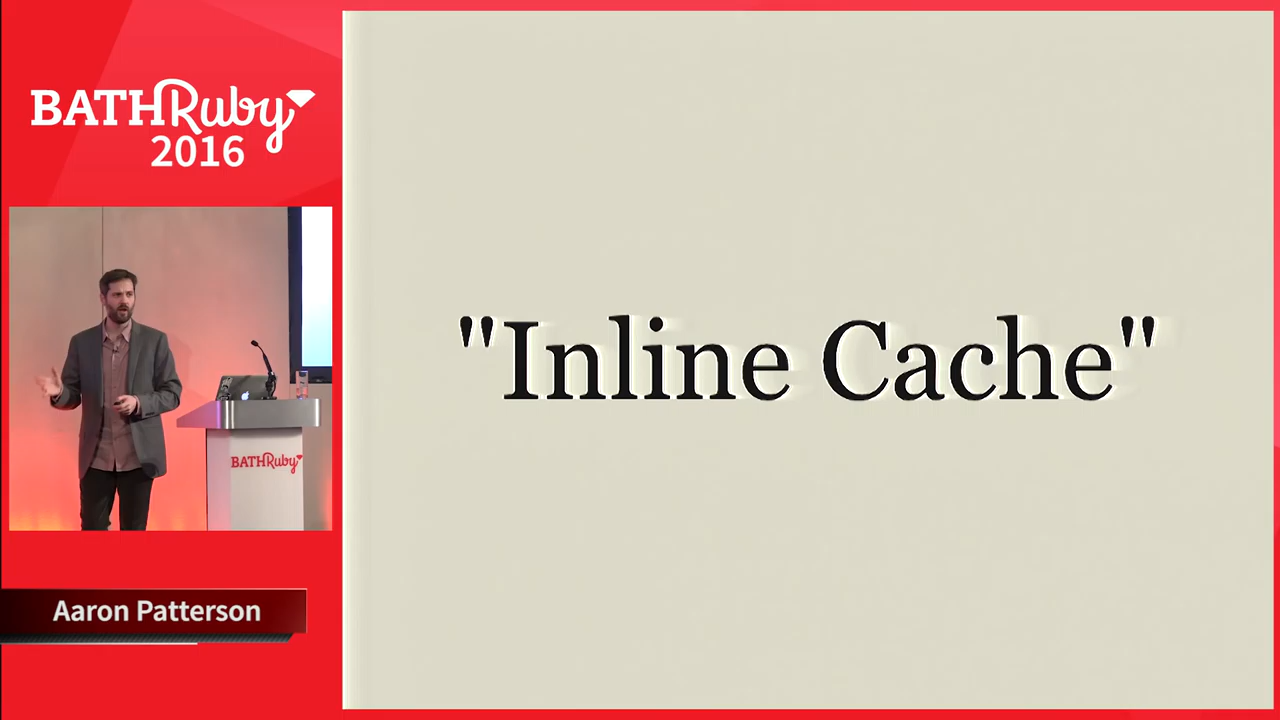 BATHRuby
2016
"Inline Cache"
BATHRuby
Aaron Patterson